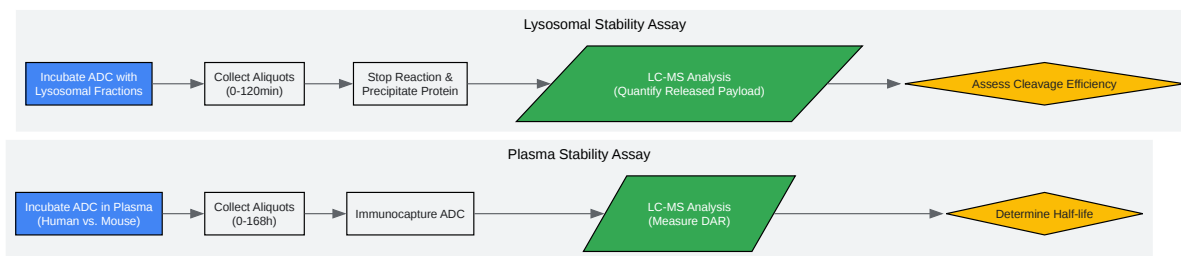 Lysosomal Stability Assay
Incubate ADC with
Lysosomal Fractions
Collect Aliquots
(0-120min)
Stop Reaction &
Precipitate Protein
LC-MS Analysis
(Quantify Released Payload)
Assess Cleavage Efficiency
Plasma Stability Assay
Incubate ADC in Plasma
(Human vs. Mouse)
Collect Aliquots
(0-168h)
Immunocapture ADC
LC-MS Analysis
(Measure DAR)
Determine Half-life